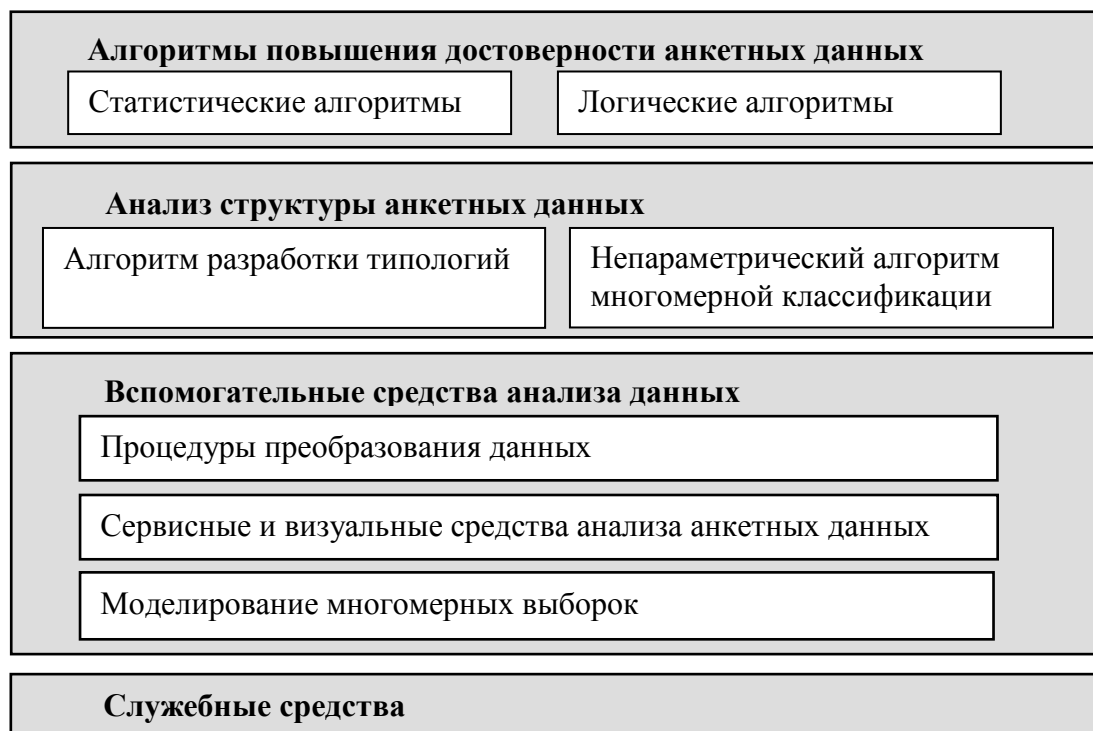 Алгоритмы повышения достоверности анкетных данных
Статистические алгоритмы
Логические алгоритмы
Анализ структуры анкетных данных
Алгоритм разработки типологий
Непараметрический алгоритм
многомерной классификации
Вспомогательные средства анализа данных
Процедуры преобразования данных
Сервисные и визуальные средства анализа анкетных данных
Моделирование многомерных выборок
Служебные средства